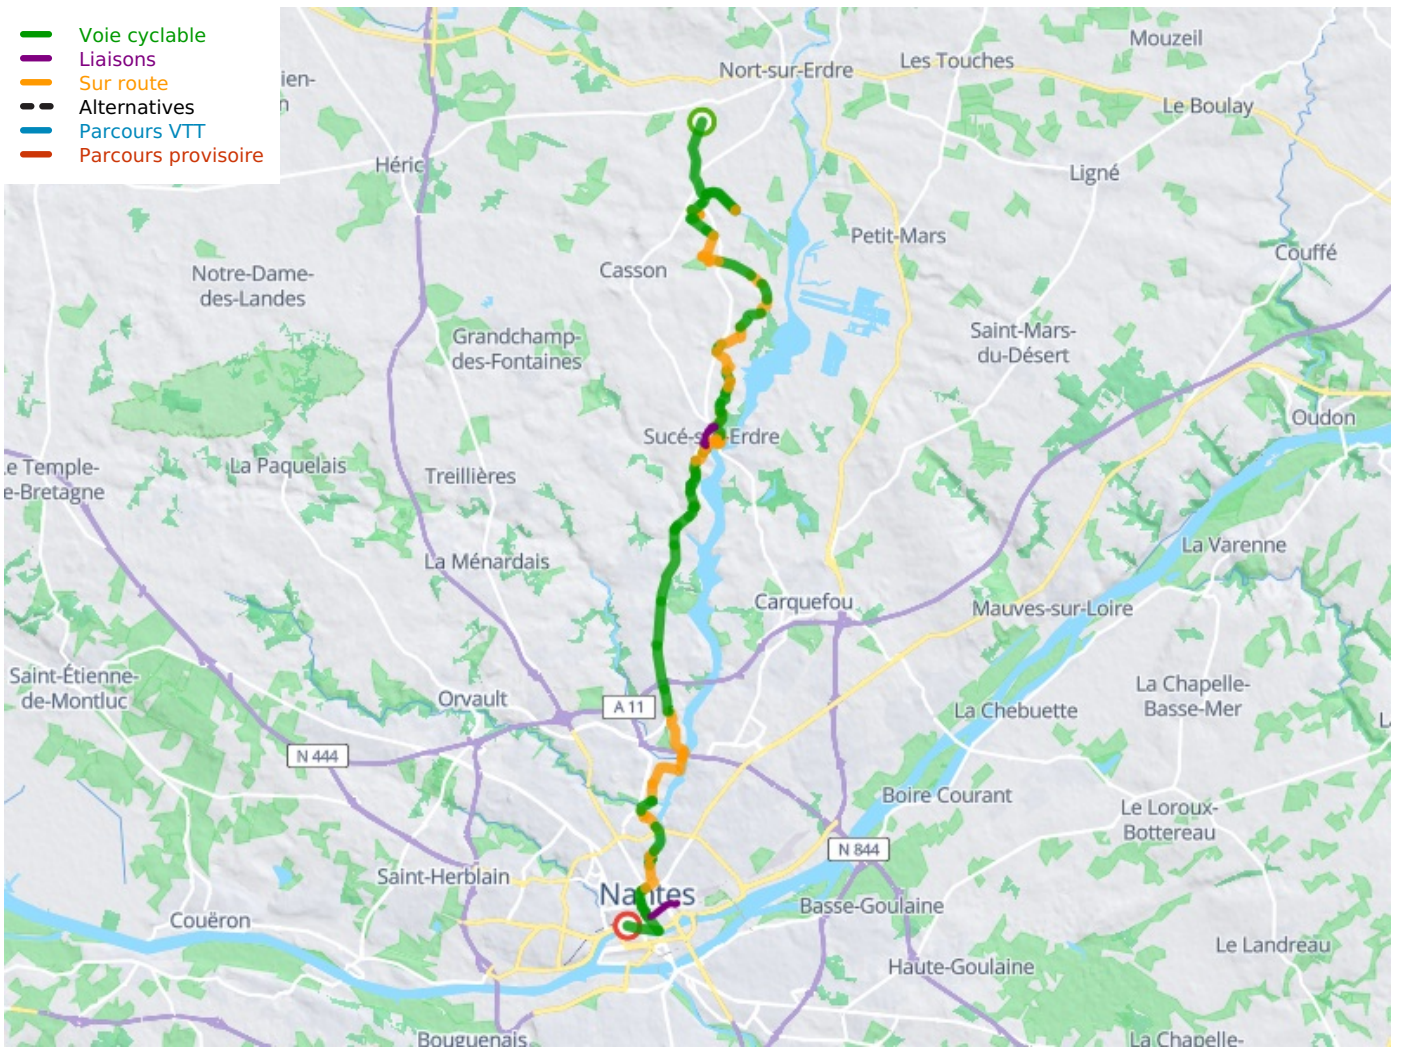 Voie cyclable
Liaisons
Sur route
Alternatives
Parcours VTT
Parcours provisoire
Mouzeil
Les Touches
Nort-sur-Erdre
ien-
n
Le Boulay
Héric
Ligné
Petit-Mars
Couffé
Casson
Notre-Dame-
des-Landes
Saint-Mars-
du-Désert
Grandchamp-
des-Fontaines
Oudon
Sucé-s Erdre
La Paquelais
Treillières
e Temple-
e-Bretagne
La Varenne
La Ménardais
Carquefou
Mauves-sur-Loire
Saint-Étienne-
de-Montluc
La Chapelle-
Basse-Mer
Orvault
A 11
La Chebuette
L
N 444
Boire Courant
Le Loroux-
Bottereau
N 844
Saint-Herblain
Nantes
Basse-Goulaine
Couëron
Le Landreau
Haute-Goulaine
Bouguenais
La Chapelle-